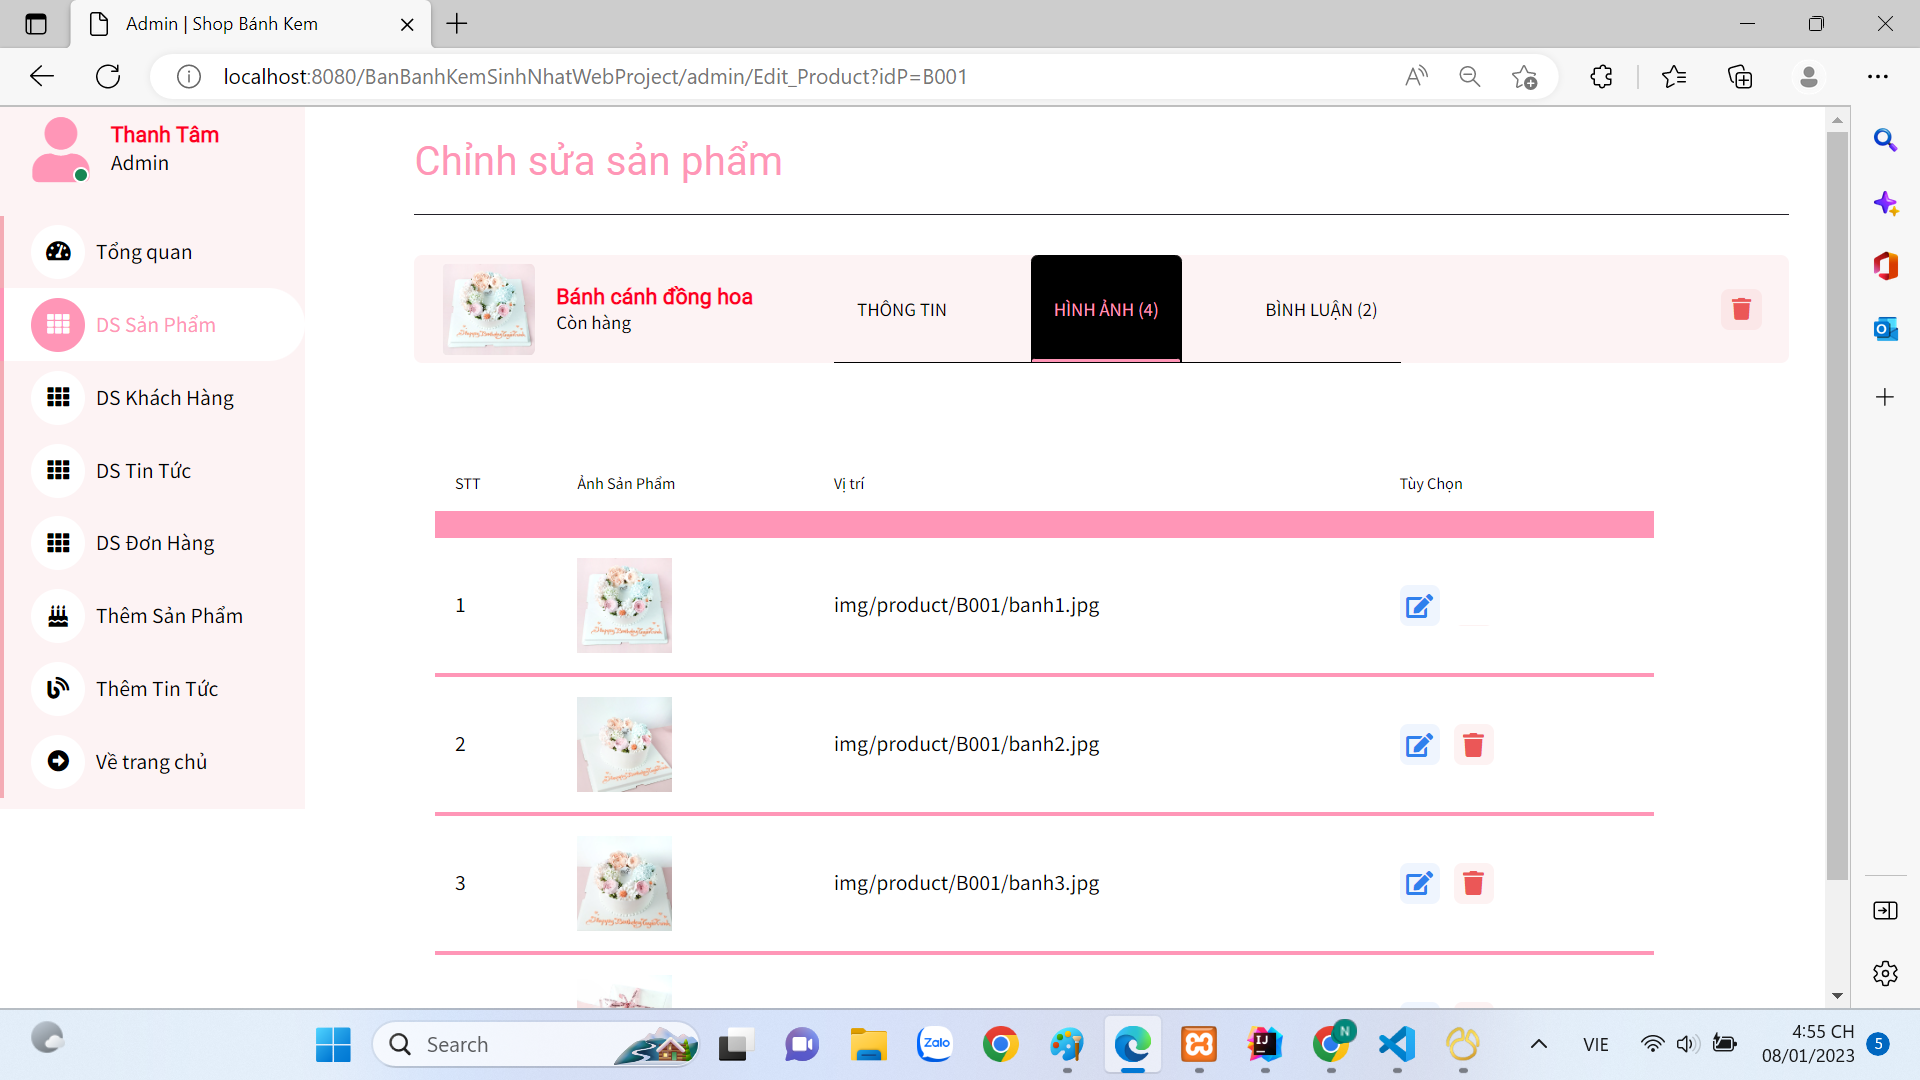 Admin | Shop Bánh Kem
localhost:8080/BanBanhKemSinhNhatWebProject/admin/Edit_Product?idP=B001
Thanh Tâm
Admin
Tổng quan
DS Sản Phẩm
DS Khách Hàng
DS Tin Tức
DS Đơn Hàng
Thêm Sản Phẩm
Thêm Tin Tức
Về trang chủ
Chỉnh sửa sản phẩm
Bánh cánh đồng hoa
Còn hàng
THÔNG TIN
HÌNH ẢNH (4)
BÌNH LUẬN (2)
STT Ảnh Sản Phẩm Vị trí Tùy Chọn
1 img/product/B001/banh1.jpg
2 img/product/B001/banh2.jpg
3 img/product/B001/banh3.jpg
Search
Zalo
N
VIE
4:55 CH
08/01/2023
5